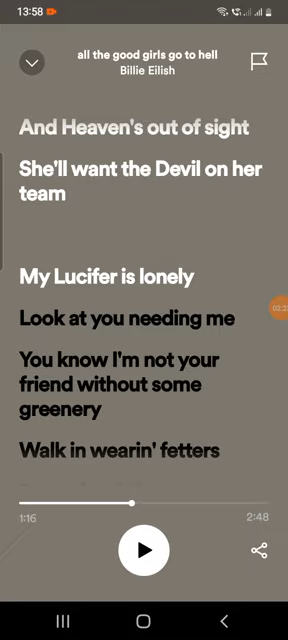 13:58
all the good girls go to hell
Billie Eilish
And Heaven's out of sight
She'll want the Devil on her
team
My Lucifer is lonely
Look at you needing me
You know I'm not your
friend without some
greenery
Walk in wearin' fetters
1:16
2:48